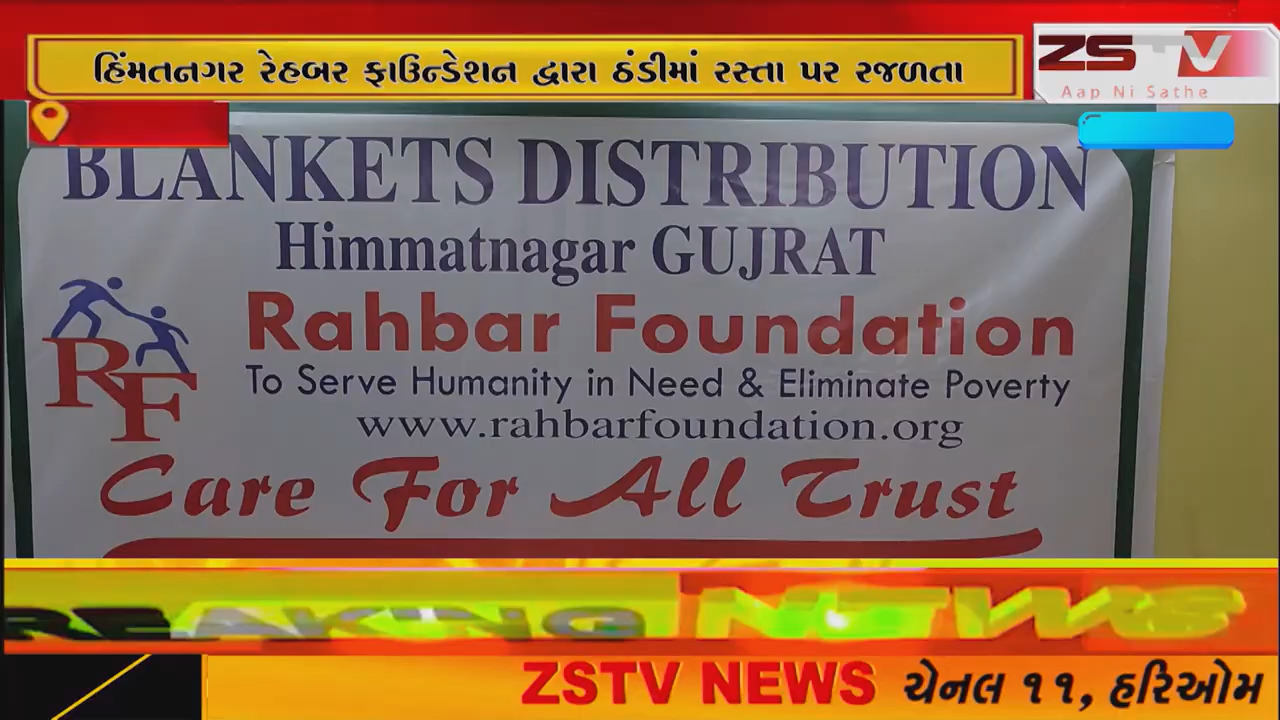 હિંમતનગર રેહબર ફાઉન્ડેશન દ્વારા ઠંડીમાં રસ્તા પર રજળતા
ZSTV
Aap Ni Sathe
BLANKETS DISTRIBUTION
Himmatnagar GUJRAT
Rahbar Foundation
RF
To Serve Humanity in Need & Eliminate Poverty
www.rahbarfoundation.org
Care For All Trust
REAKING NEWS
ZSTV NEWS ચેનલ ૧૧, હરિઓમ